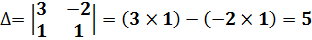 Δ= |3 −2; 1 1| = (3 × 1) − (−2 × 1) = 5